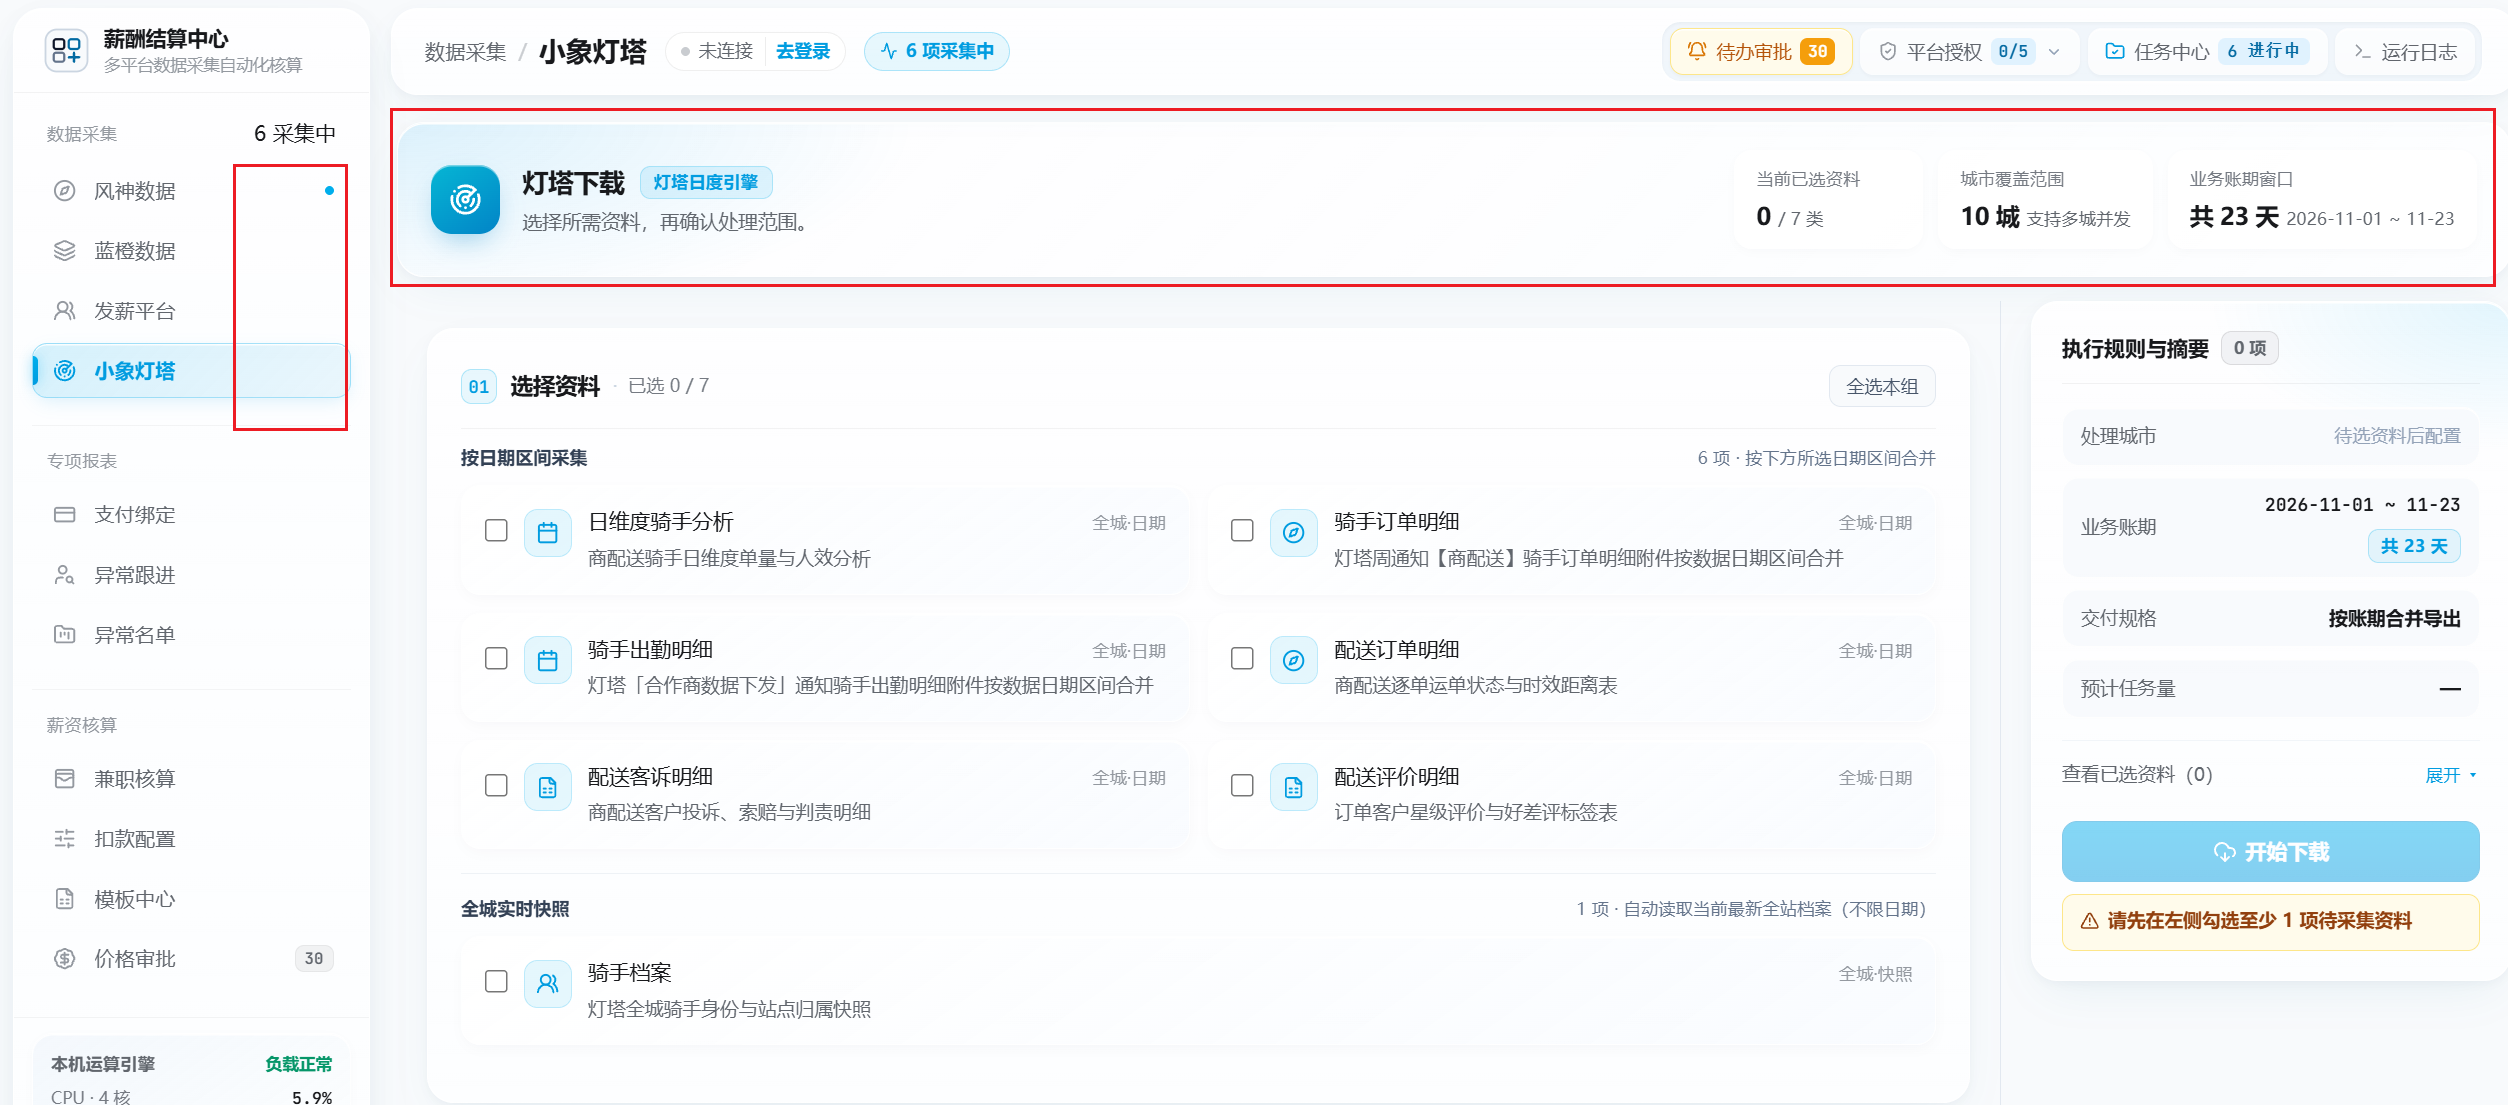 薪酬结算中心
多平台数据采集自动化核算
数据采集 6 采集中
风神数据
蓝橙数据
发薪平台
小象灯塔
专项报表
支付绑定
异常跟进
异常名单
薪资核算
兼职核算
扣款配置
模板中心
价格审批 30
本机运算引擎 负载正常
CPU · 4 核 5.9%
数据采集 / 小象灯塔 未连接 去登录 6 项采集中
待办审批 30 平台授权 0/5 任务中心 6 进行中 运行日志
灯塔下载 灯塔日度引擎
选择所需资料，再确认处理范围。
当前已选资料
0 / 7 类
城市覆盖范围
10 城 支持多城并发
业务账期窗口
共 23 天 2026-11-01 ~ 11-23
01 选择资料 · 已选 0 / 7 全选本组
按日期区间采集 6 项 · 按下方所选日期区间合并
日维度骑手分析 全城·日期
商配送骑手日维度单量与人效分析
骑手订单明细 全城·日期
灯塔周通知【商配送】骑手订单明细附件按数据日期区间合并
骑手出勤明细 全城·日期
灯塔「合作商数据下发」通知骑手出勤明细附件按数据日期区间合并
配送订单明细 全城·日期
商配送逐单运单状态与时效距离表
配送客诉明细 全城·日期
商配送客户投诉、索赔与判责明细
配送评价明细 全城·日期
订单客户星级评价与好差评标签表
全城实时快照 1 项 · 自动读取当前最新全站档案（不限日期）
骑手档案 全城·快照
灯塔全城骑手身份与站点归属快照
执行规则与摘要 0 项
处理城市 待选资料后配置
业务账期 2026-11-01 ~ 11-23
共 23 天
交付规格 按账期合并导出
预计任务量 —
查看已选资料（0） 展开
开始下载
请先在左侧勾选至少 1 项待采集资料